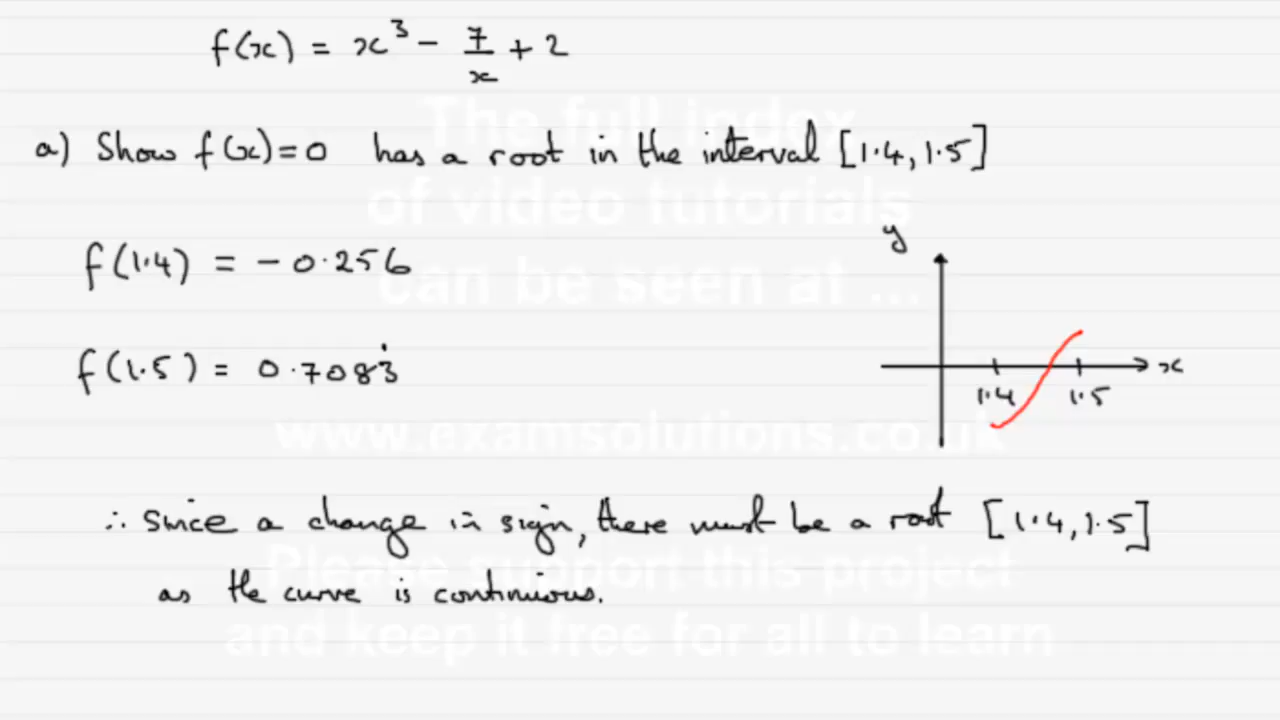 f(x) = x³ - 7/x + 2
The full index
a) Show f(x)=0 has a root in the interval [1.4, 1.5]
of video tutorials
y
f(1.4) = -0.256
can be seen at ...
f(1.5) = 0.7083̇
x
1.4 1.5
www.examsolutions.co.uk
∴ since a change in sign, there must be a root [1.4, 1.5]
Please support this project
as the curve is continuous.
and keep it free for all to learn